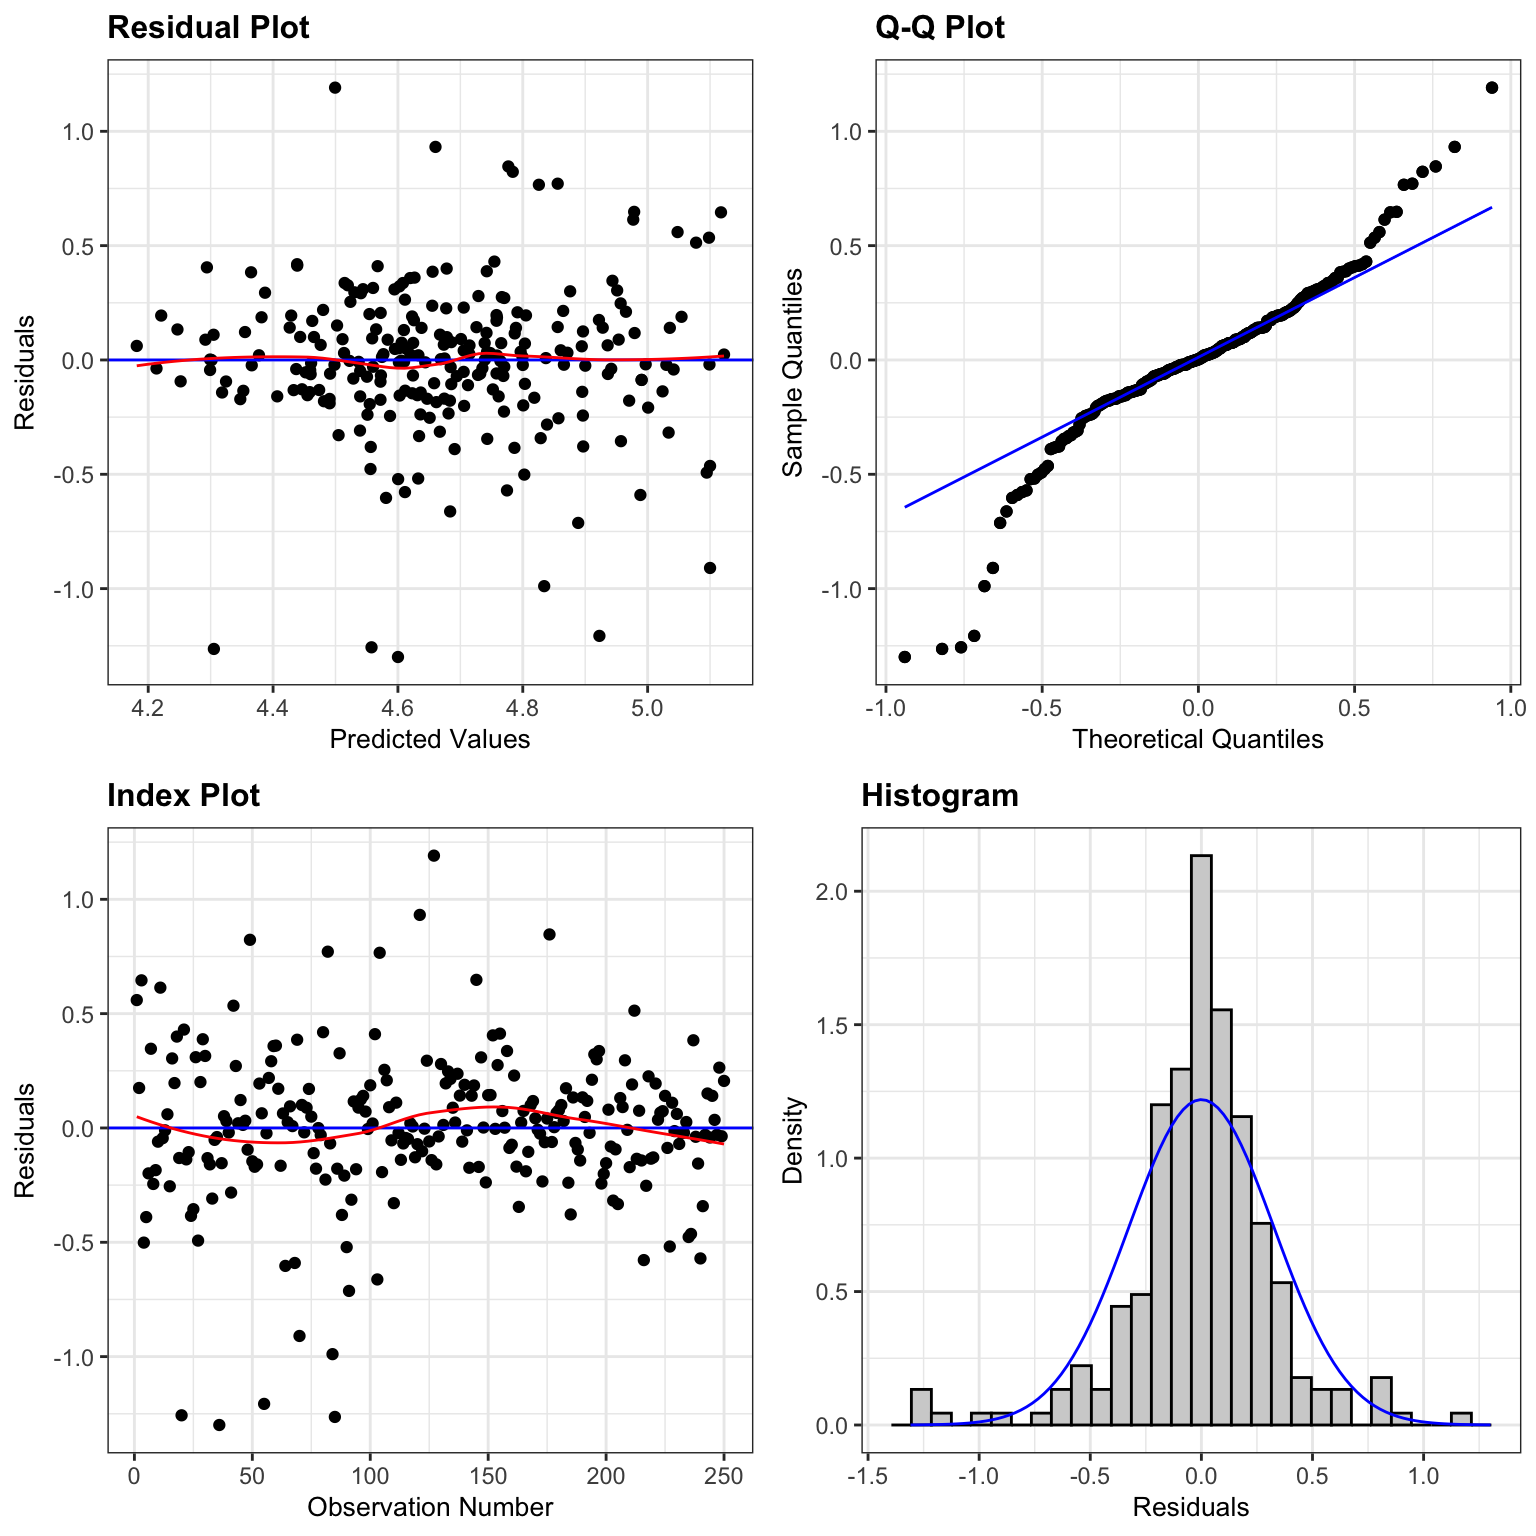 Residual Plot
1.0
0.5
0.0
-0.5
-1.0
Residuals
4.2 4.4 4.6 4.8 5.0
Predicted Values
Q-Q Plot
1.0
0.5
0.0
-0.5
-1.0
Sample Quantiles
-1.0 -0.5 0.0 0.5 1.0
Theoretical Quantiles
Index Plot
1.0
0.5
0.0
-0.5
-1.0
Residuals
0 50 100 150 200 250
Observation Number
Histogram
2.0
1.5
1.0
0.5
0.0
Density
-1.5 -1.0 -0.5 0.0 0.5 1.0
Residuals